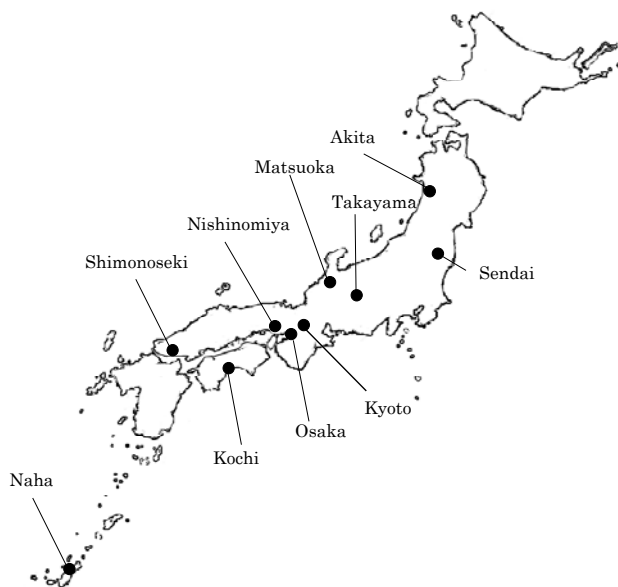 Akita
Matsuoka
Takayama
Nishinomiya
Shimonoseki
Sendai
Kyoto
Osaka
Kochi
Naha